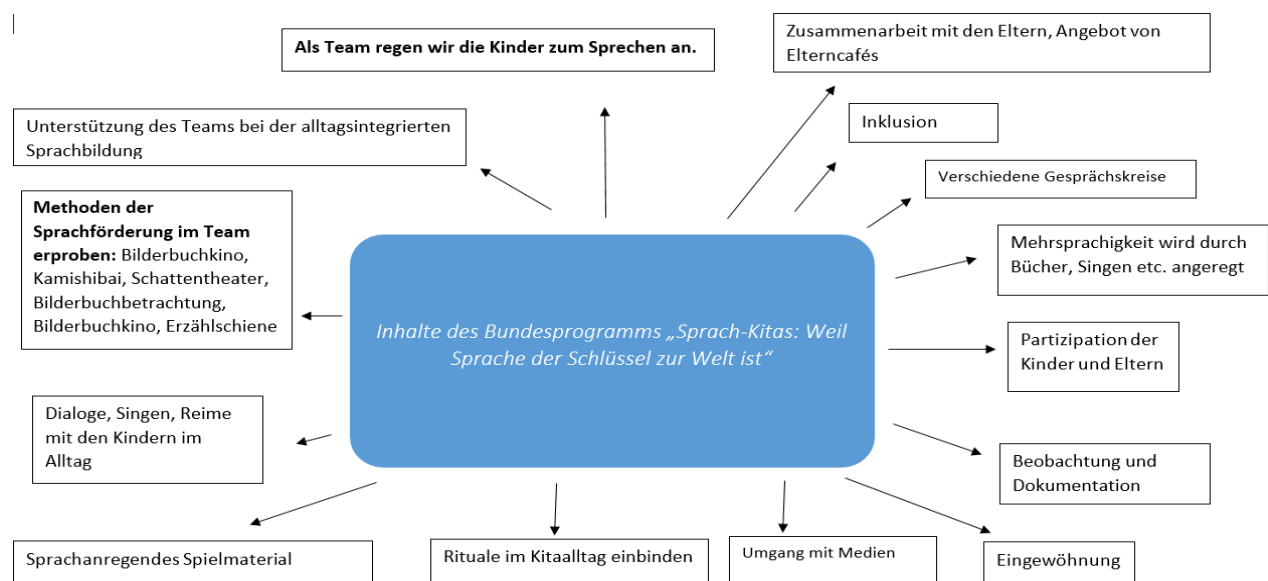 Als Team regen wir die Kinder zum Sprechen an.
Zusammenarbeit mit den Eltern, Angebot von
Elterncafés
Unterstützung des Teams bei der alltagsintegrierten
Sprachbildung
Inklusion
Verschiedene Gesprächskreise
Methoden der
Sprachförderung im Team
erproben: Bilderbuchkino,
Kamishibai, Schattentheater,
Bilderbuchbetrachtung,
Bilderbuchkino, Erzählschiene
Mehrsprachigkeit wird durch
Bücher, Singen etc. angeregt
Inhalte des Bundesprogramms „Sprach-Kitas: Weil
Sprache der Schlüssel zur Welt ist“
Partizipation der
Kinder und Eltern
Dialoge, Singen, Reime
mit den Kindern im
Alltag
Beobachtung und
Dokumentation
Sprachanregendes Spielmaterial
Rituale im Kitaalltag einbinden
Umgang mit Medien
Eingewöhnung